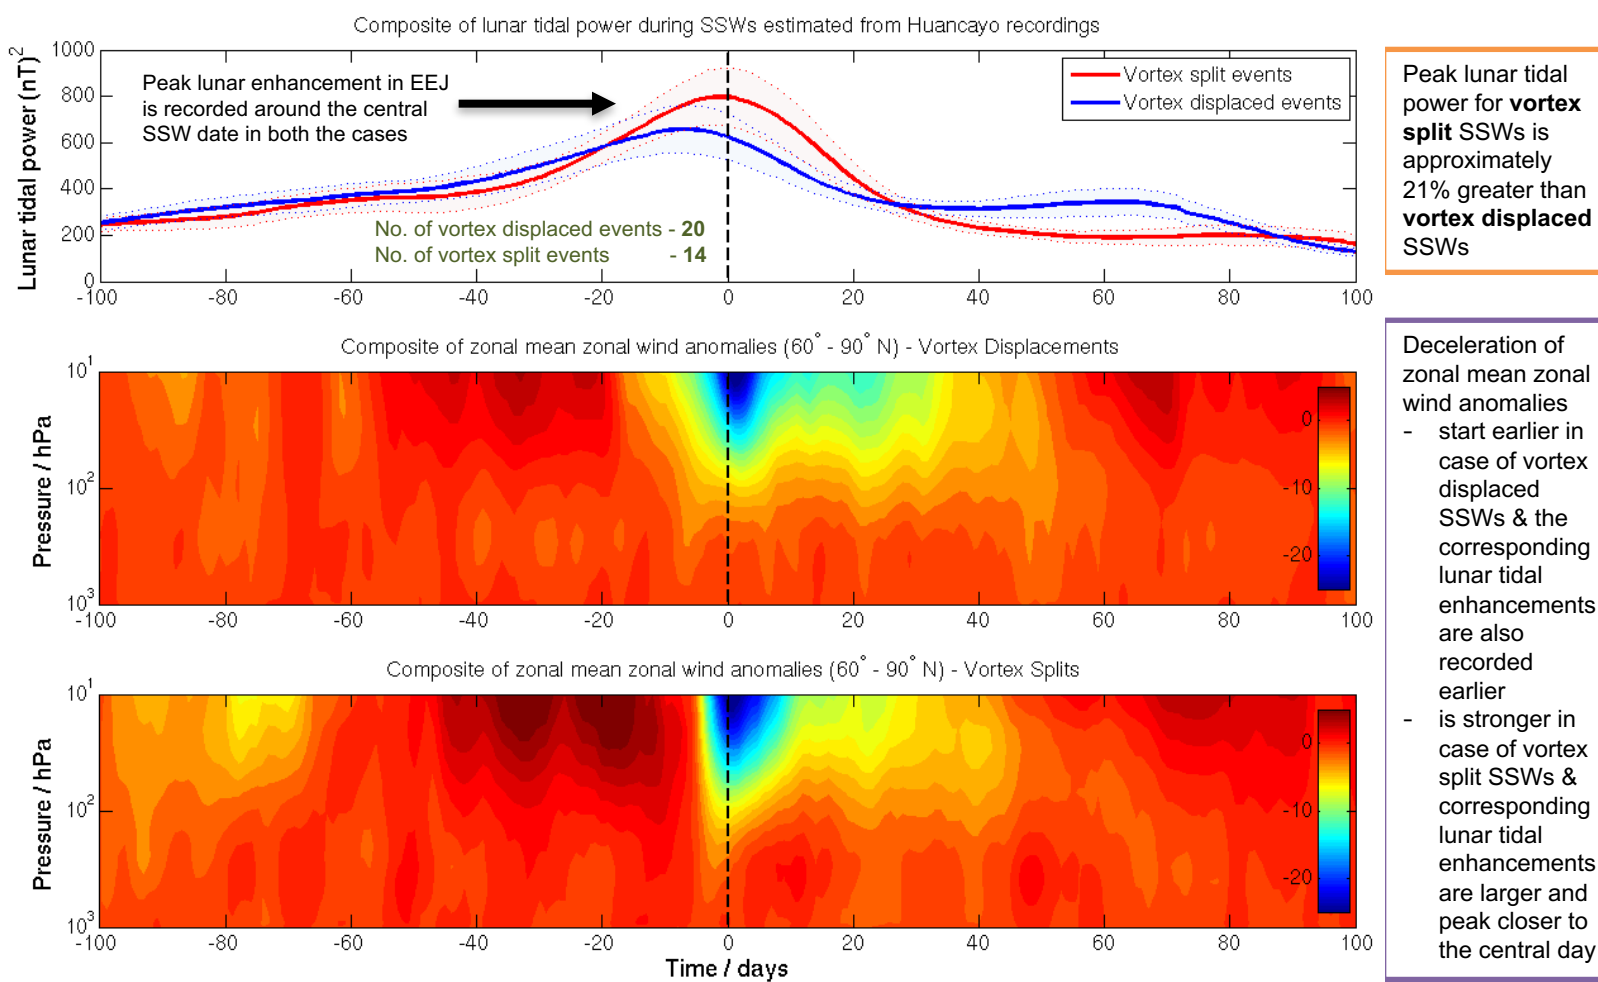 Composite of lunar tidal power during SSWs estimated from Huancayo recordings
Lunar tidal power (nT)²
1000
800
600
400
200
0
Peak lunar enhancement in EEJ
is recorded around the central
SSW date in both the cases
Vortex split events
Vortex displaced events
No. of vortex displaced events - 20
No. of vortex split events - 14
-100 -80 -60 -40 -20 0 20 40 60 80 100
Peak lunar tidal
power for vortex
split SSWs is
approximately
21% greater than
vortex displaced
SSWs
Composite of zonal mean zonal wind anomalies (60° - 90° N) - Vortex Displacements
Pressure / hPa
10¹
10²
10³
0
-10
-20
-100 -80 -60 -40 -20 0 20 40 60 80 100
Composite of zonal mean zonal wind anomalies (60° - 90° N) - Vortex Splits
Pressure / hPa
10¹
10²
10³
0
-10
-20
-100 -80 -60 -40 -20 0 20 40 60 80 100
Time / days
Deceleration of
zonal mean zonal
wind anomalies
- start earlier in
case of vortex
displaced
SSWs & the
corresponding
lunar tidal
enhancements
are also
recorded
earlier
- is stronger in
case of vortex
split SSWs &
corresponding
lunar tidal
enhancements
are larger and
peak closer to
the central day